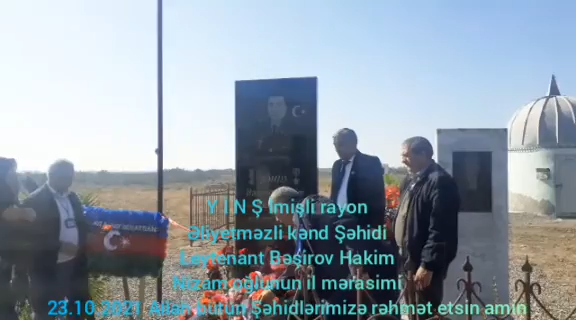 ŞƏHİD
Y İ N Ş İmişli rayon
Əliyetməzli kənd Şəhidi
Leytenant Bəşirov Hakim
Nizam oğlunun il mərasimi
23.10.2021 Allah bütün Şəhidlərimizə rəhmət etsin amin